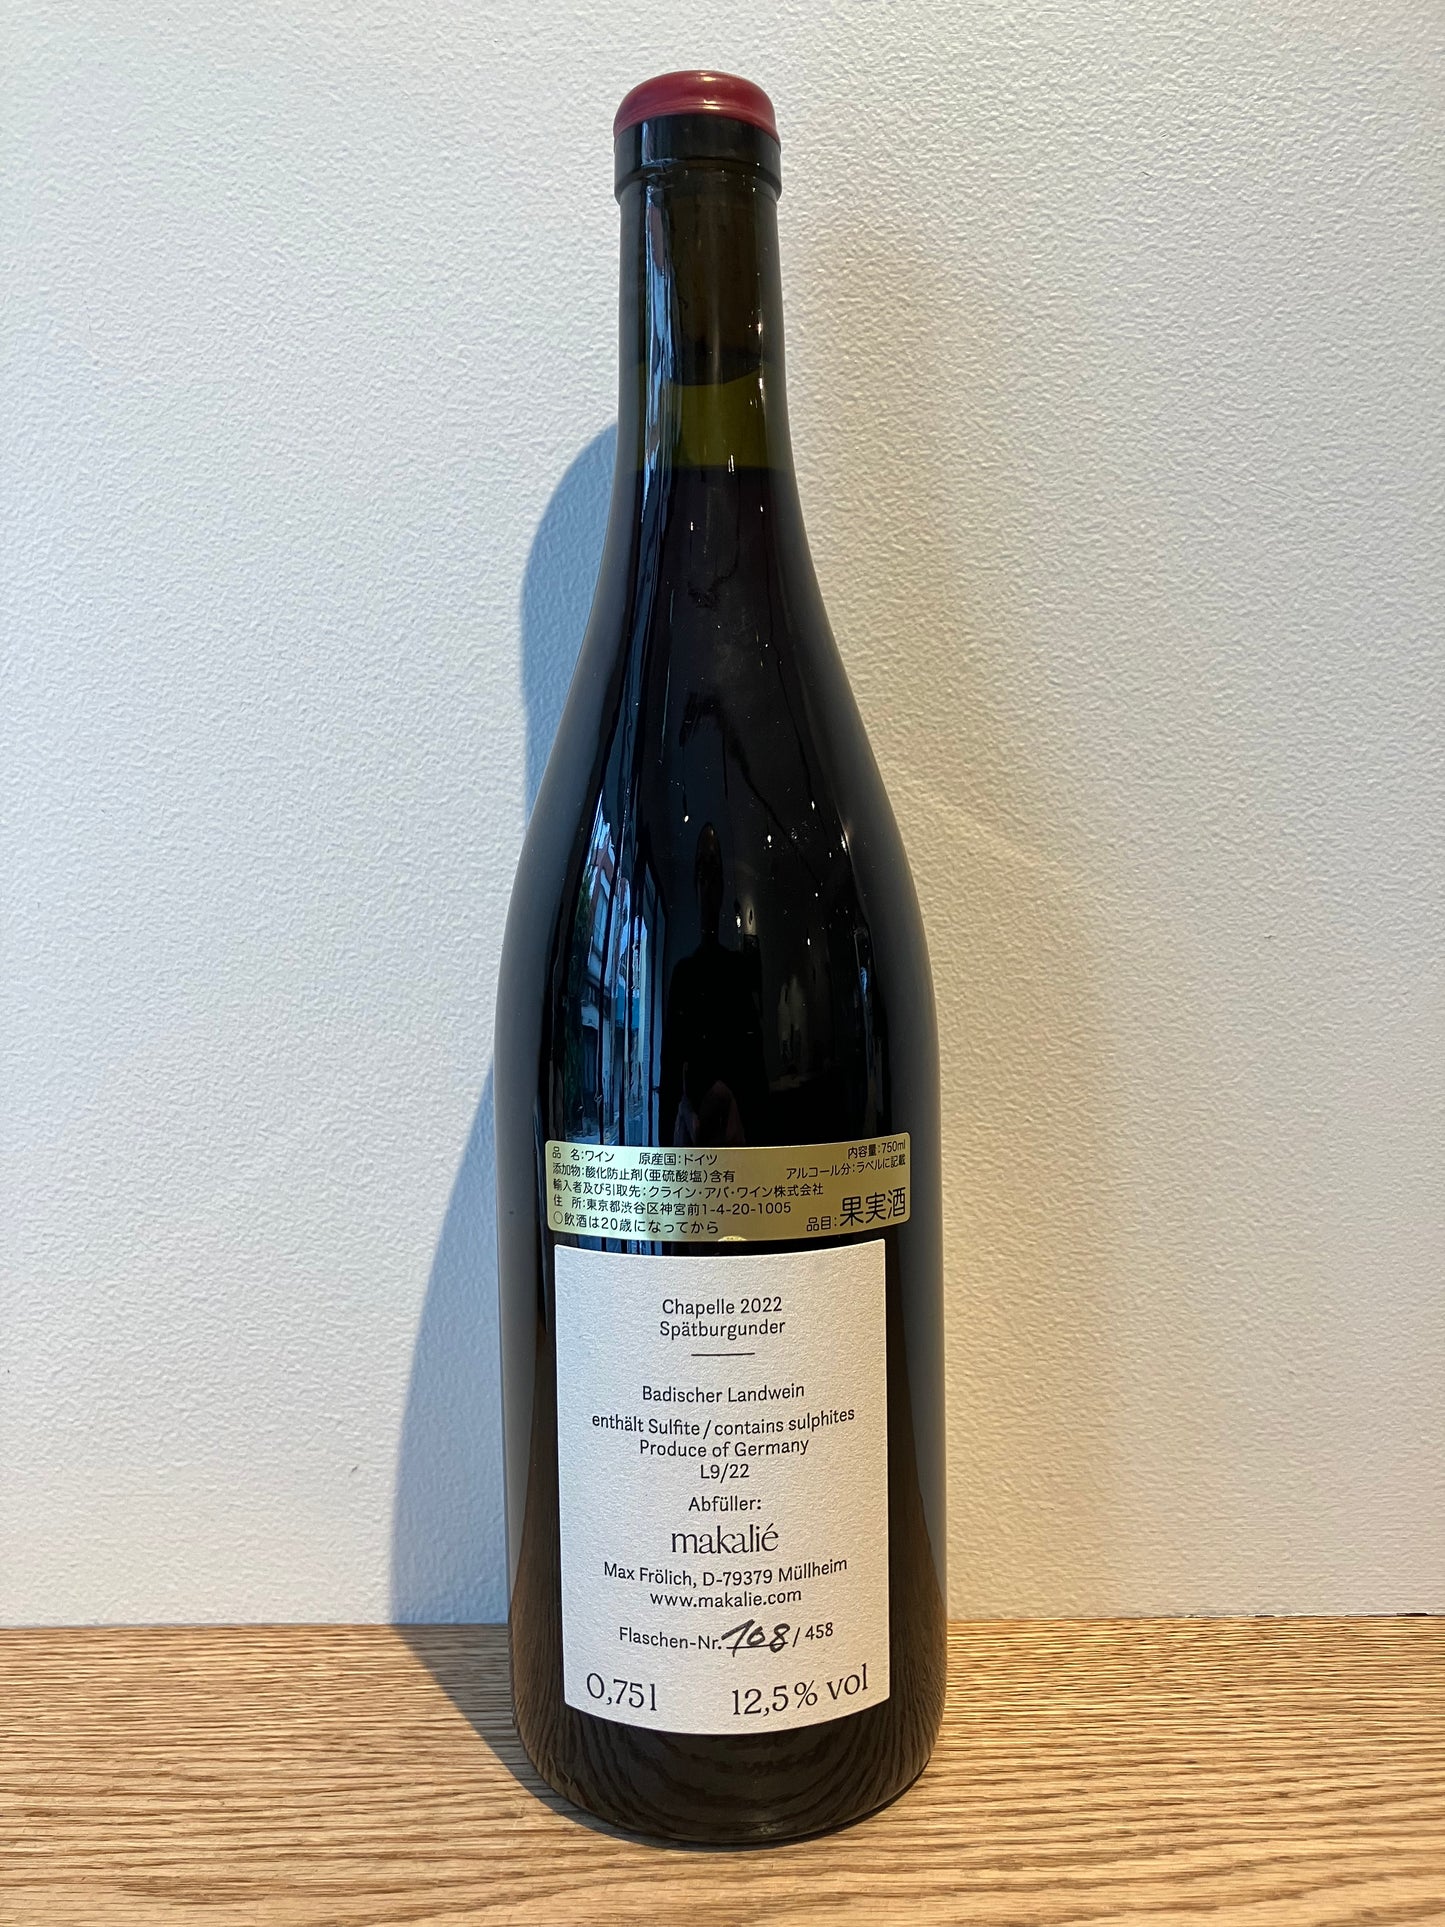 品 名:ワイン 原産国:ドイツ 内容量:750ml
添加物:酸化防止剤(亜硫酸塩)含有 アルコール分:ラベルに記載
輸入者及び引取先:クライン・アバ・ワイン株式会社
住 所:東京都渋谷区神宮前1-4-20-1005
○飲酒は20歳になってから 品目:果実酒
Chapelle 2022
Spätburgunder
Badischer Landwein
enthält Sulfite / contains sulphites
Produce of Germany
L9/22
Abfüller:
makalié
Max Frölich, D-79379 Müllheim
www.makalie.com
Flaschen-Nr. 108 / 458
0,75 l 12,5% vol